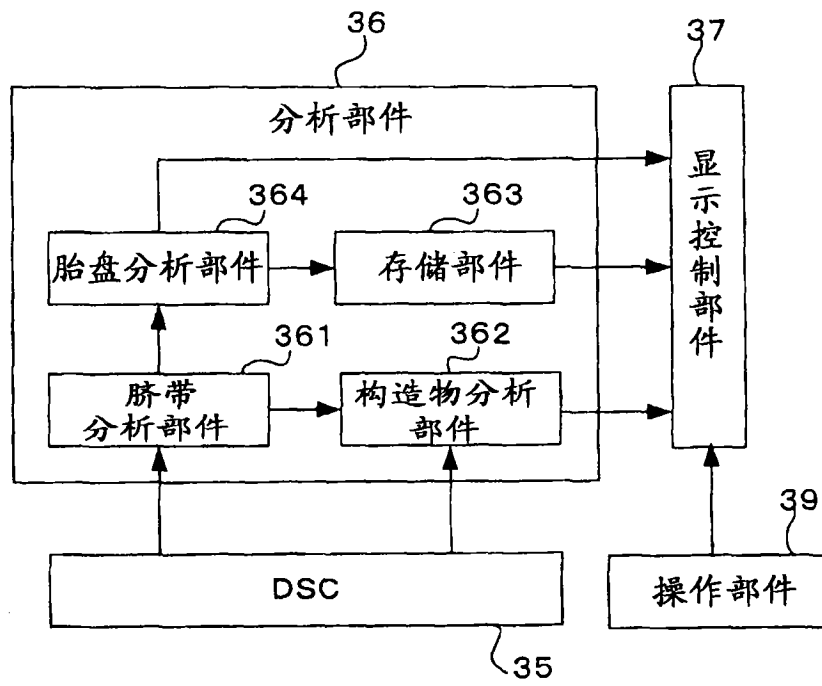 36
37
分析部件
显示控制部件
364
363
胎盘分析部件
存储部件
361
362
脐带
分析部件
构造物分析
部件
39
DSC
操作部件
35